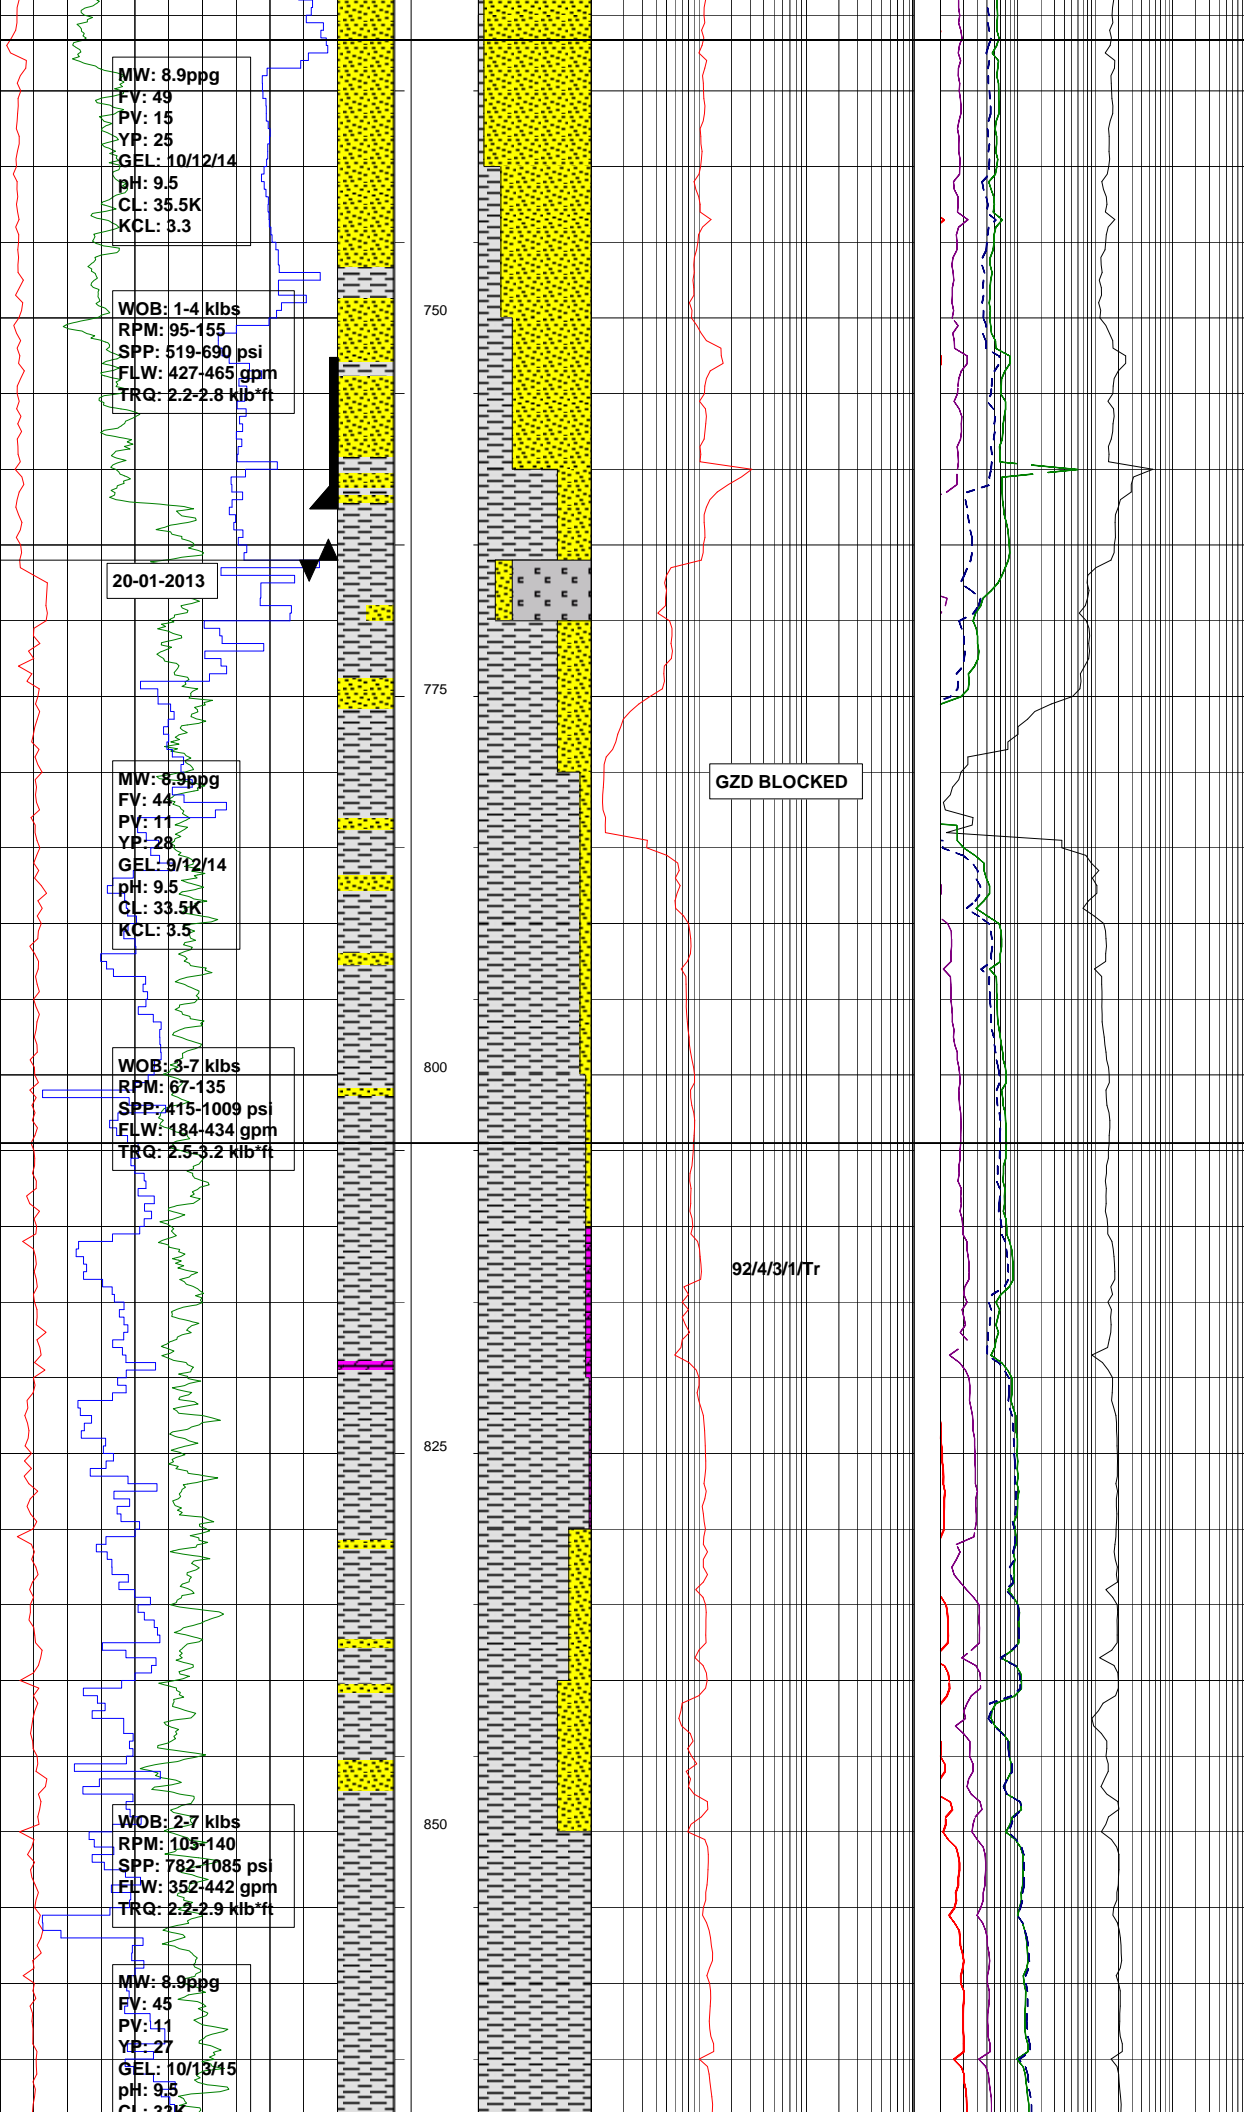 MW: 8.9ppg
FV: 49
PV: 15
YP: 25
GEL: 10/12/14
pH: 9.5
CL: 35.5K
KCL: 3.3
WOB: 1-4 klbs
RPM: 95-155
SPP: 519-690 psi
FLW: 427-465 gpm
TRQ: 2.2-2.8 klb*ft
750
20-01-2013
775
GZD BLOCKED
MW: 8.9ppg
FV: 44
PV: 11
YP: 28
GEL: 9/12/14
pH: 9.5
CL: 33.5K
KCL: 3.5
WOB: 3-7 klbs
RPM: 67-135
SPP: 415-1009 psi
FLW: 184-434 gpm
TRQ: 2.5-3.2 klb*ft
800
92/4/3/1/Tr
825
WOB: 2-7 klbs
RPM: 105-140
SPP: 782-1085 psi
FLW: 352-442 gpm
TRQ: 2.2-2.9 klb*ft
850
MW: 8.9ppg
FV: 45
PV: 11
YP: 27
GEL: 10/13/15
pH: 9.5
CL: 32K